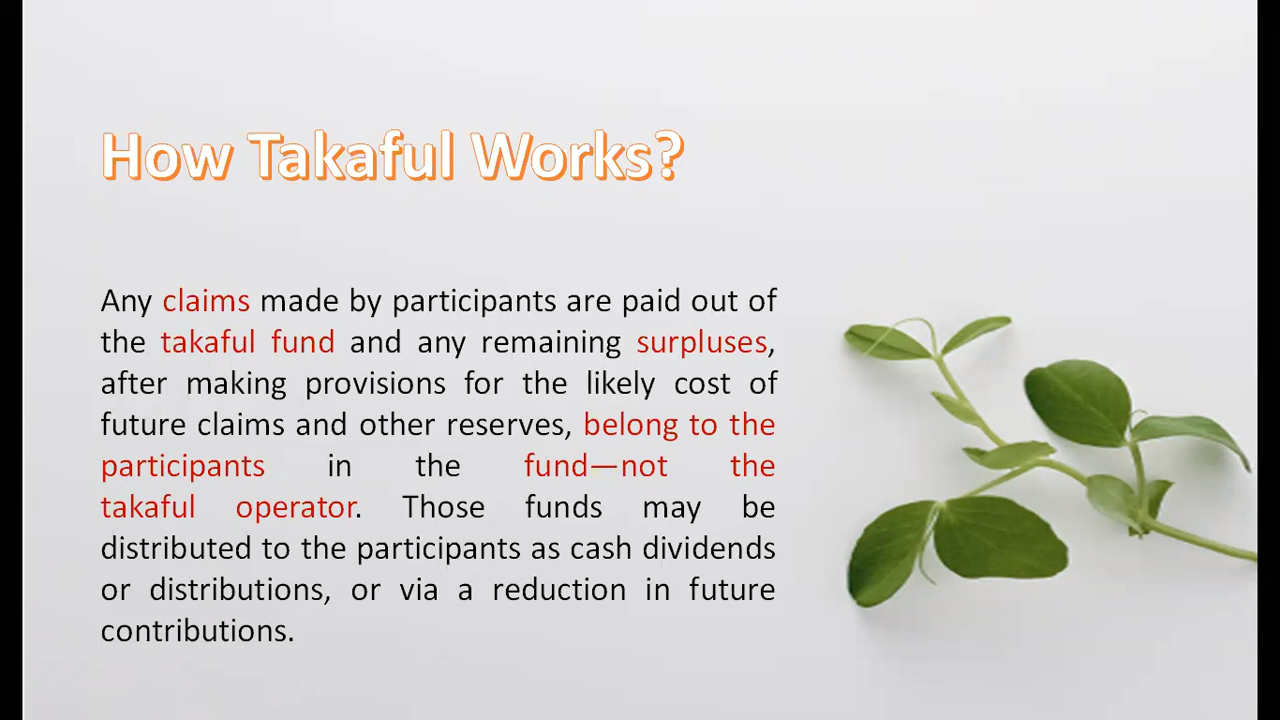 How Takaful Works?
Any claims made by participants are paid out of
the takaful fund and any remaining surpluses,
after making provisions for the likely cost of
future claims and other reserves, belong to the
participants in the fund—not the
takaful operator. Those funds may be
distributed to the participants as cash dividends
or distributions, or via a reduction in future
contributions.